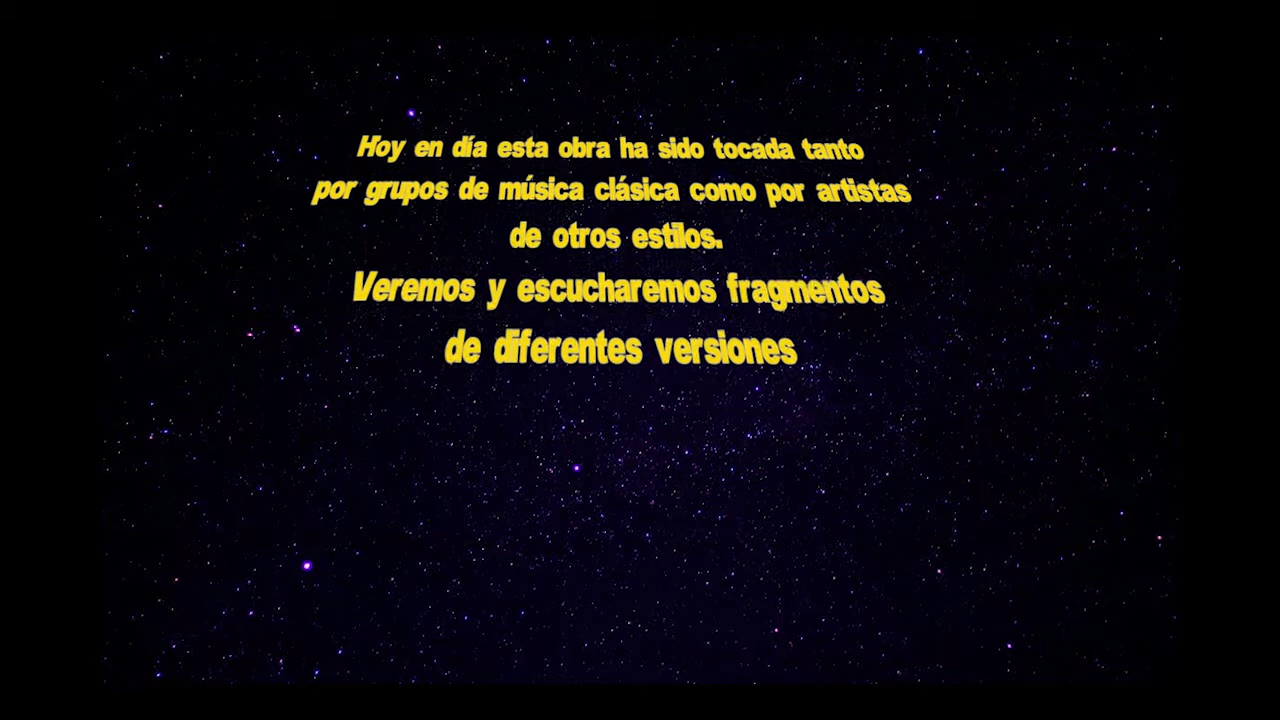 Hoy en día esta obra ha sido tocada tanto
por grupos de música clásica como por artistas
de otros estilos.
Veremos y escucharemos fragmentos
de diferentes versiones